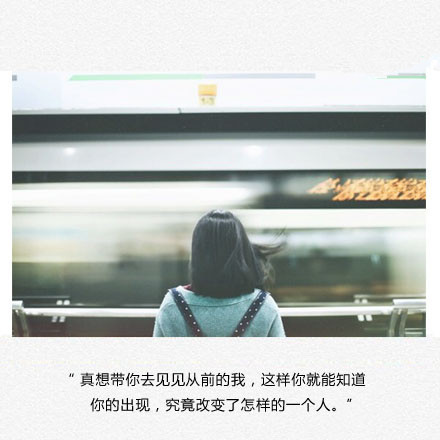 “ 真想带你去见见从前的我，这样你就能知道
你的出现，究竟改变了怎样的一个人。”